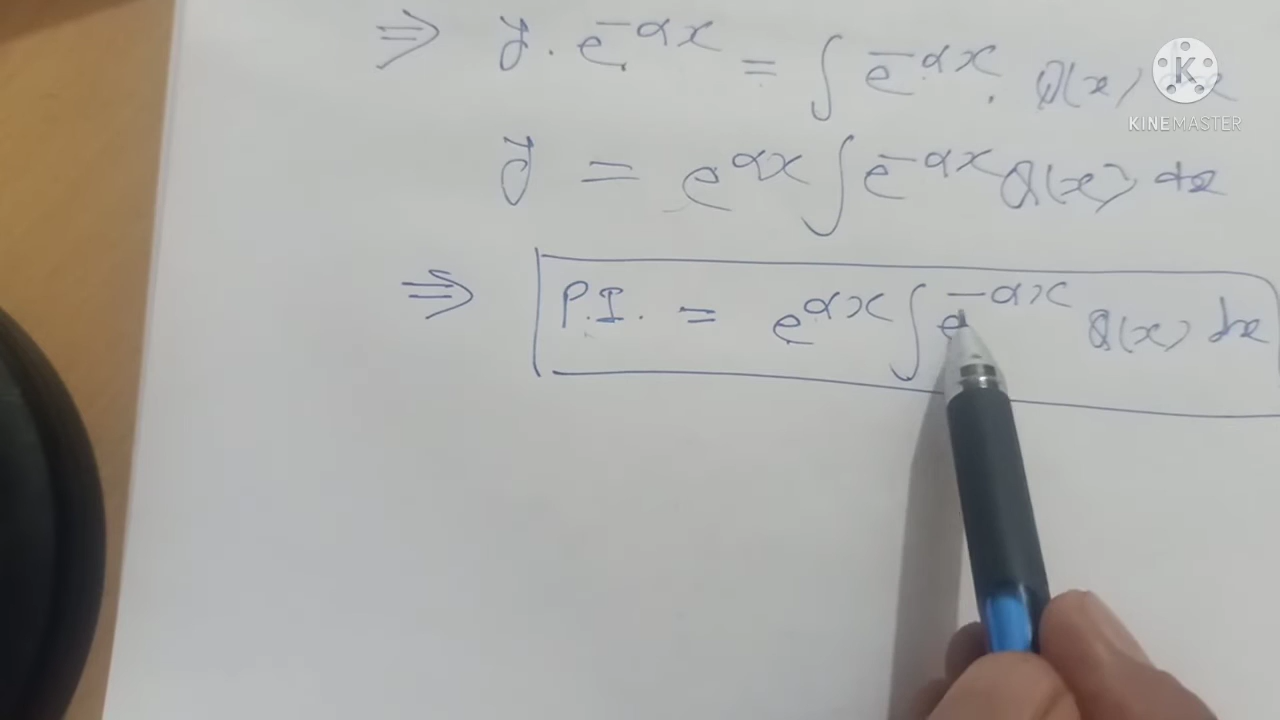 ⇒ y · e^{-αx} = ∫ e^{-αx} · Q(x) dx
K
KINEMASTER
y = e^{αx} ∫ e^{-αx} Q(x) dx
⇒ P.I. = e^{αx} ∫ e^{-αx} Q(x) dx